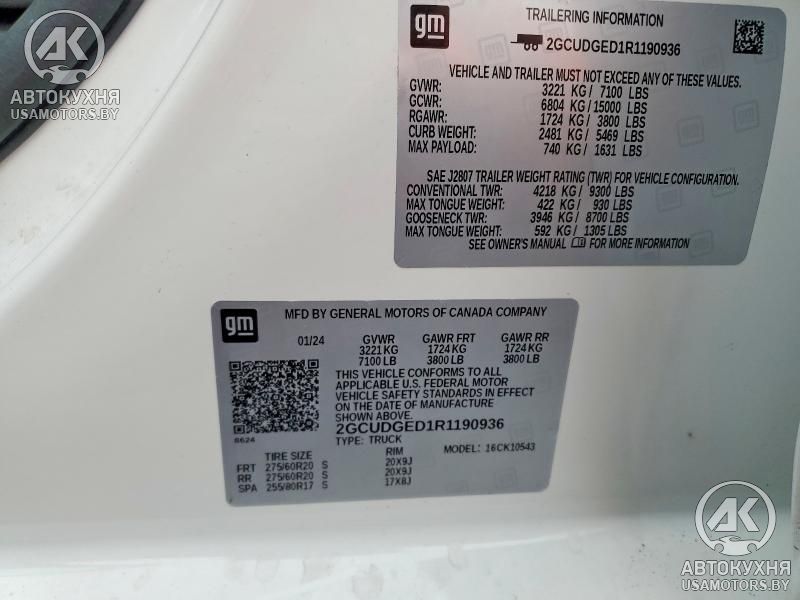 AK
АВТОКУХНЯ
USAMOTORS.BY
gm
TRAILERING INFORMATION
2GCUDGED1R1190936
VEHICLE AND TRAILER MUST NOT EXCEED ANY OF THESE VALUES.
GVWR: 3221 KG / 7100 LBS
GCWR: 6804 KG / 15000 LBS
RGAWR: 1724 KG / 3800 LBS
CURB WEIGHT: 2481 KG / 5469 LBS
MAX PAYLOAD: 740 KG / 1631 LBS
SAE J2807 TRAILER WEIGHT RATING (TWR) FOR VEHICLE CONFIGURATION.
CONVENTIONAL TWR: 4218 KG / 9300 LBS
MAX TONGUE WEIGHT: 422 KG / 930 LBS
GOOSENECK TWR: 3946 KG / 8700 LBS
MAX TONGUE WEIGHT: 592 KG / 1305 LBS
SEE OWNER'S MANUAL FOR MORE INFORMATION
gm
MFD BY GENERAL MOTORS OF CANADA COMPANY
01/24 GVWR GAWR FRT GAWR RR
3221 KG 1724 KG 1724 KG
7100 LB 3800 LB 3800 LB
THIS VEHICLE CONFORMS TO ALL
APPLICABLE U.S. FEDERAL MOTOR
VEHICLE SAFETY STANDARDS IN EFFECT
ON THE DATE OF MANUFACTURE
SHOWN ABOVE.
2GCUDGED1R1190936
6624 TYPE: TRUCK MODEL: 16CK10543
TIRE SIZE RIM
FRT 275/60R20 S 20X9J
RR 275/60R20 S 20X9J
SPA 255/80R17 S 17X8J
AK
АВТОКУХНЯ
USAMOTORS.BY